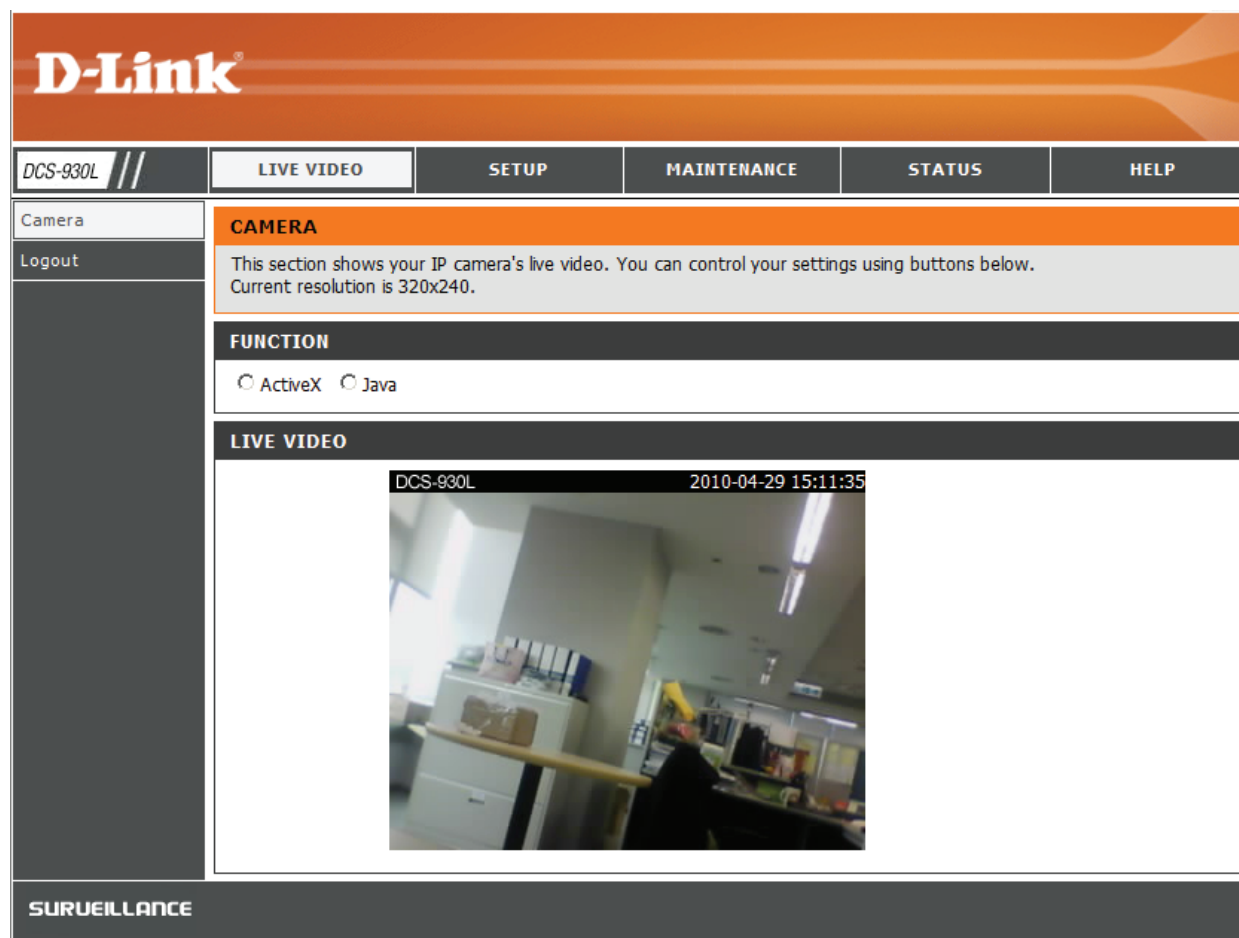 D-Link®
DCS-930L
LIVE VIDEO
SETUP
MAINTENANCE
STATUS
HELP
Camera
Logout
CAMERA
This section shows your IP camera's live video. You can control your settings using buttons below.
Current resolution is 320x240.
FUNCTION
ActiveX Java
LIVE VIDEO
DCS-930L 2010-04-29 15:11:35
SURVEILLANCE